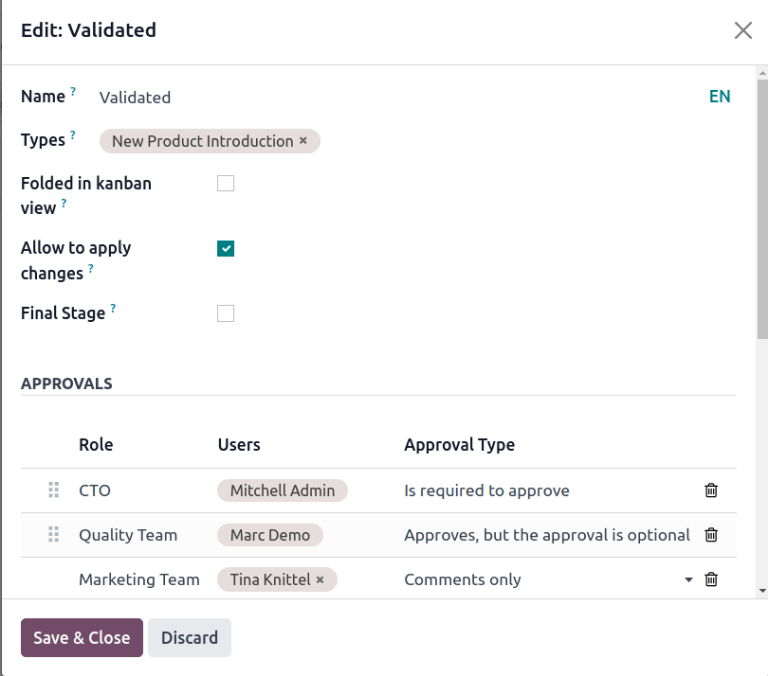 Edit: Validated
Name ? Validated EN
Types ? New Product Introduction ×
Folded in kanban
view ?
Allow to apply
changes ?
Final Stage ?
APPROVALS
Role Users Approval Type
CTO Mitchell Admin Is required to approve
Quality Team Marc Demo Approves, but the approval is optional
Marketing Team Tina Knittel × Comments only
Save & Close Discard